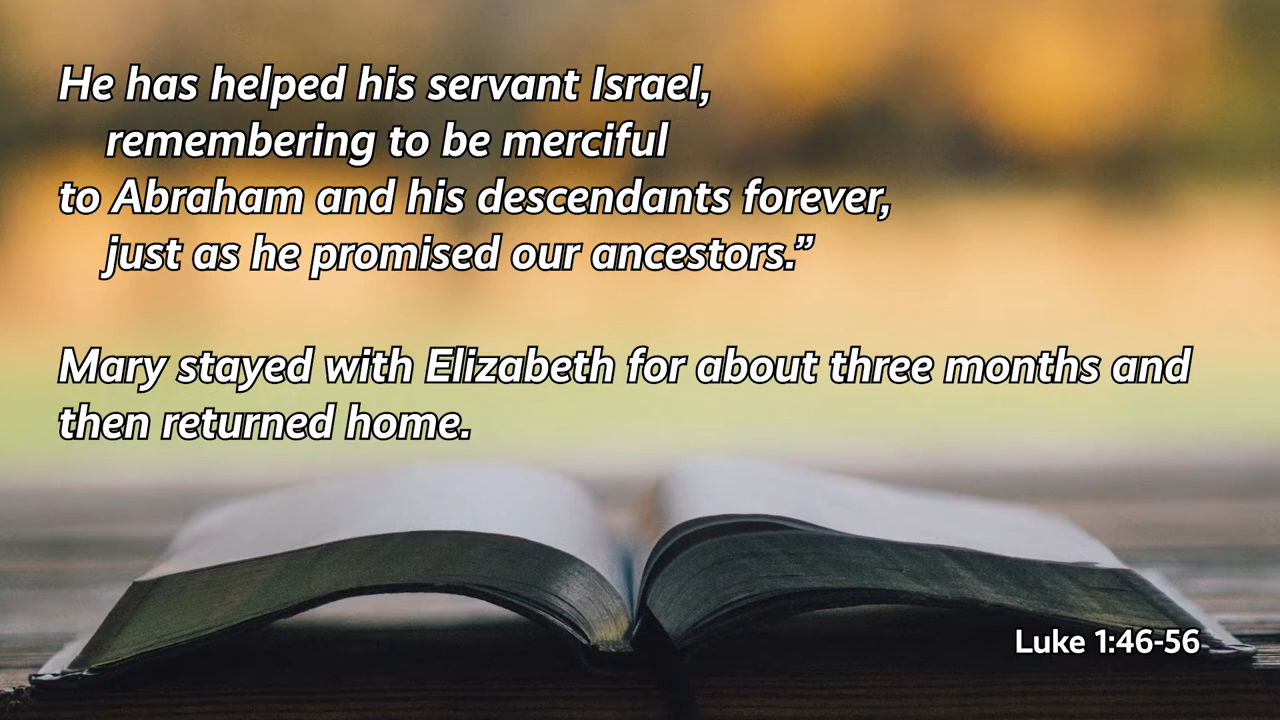 He has helped his servant Israel,
remembering to be merciful
to Abraham and his descendants forever,
just as he promised our ancestors.”
Mary stayed with Elizabeth for about three months and
then returned home.
Luke 1:46-56